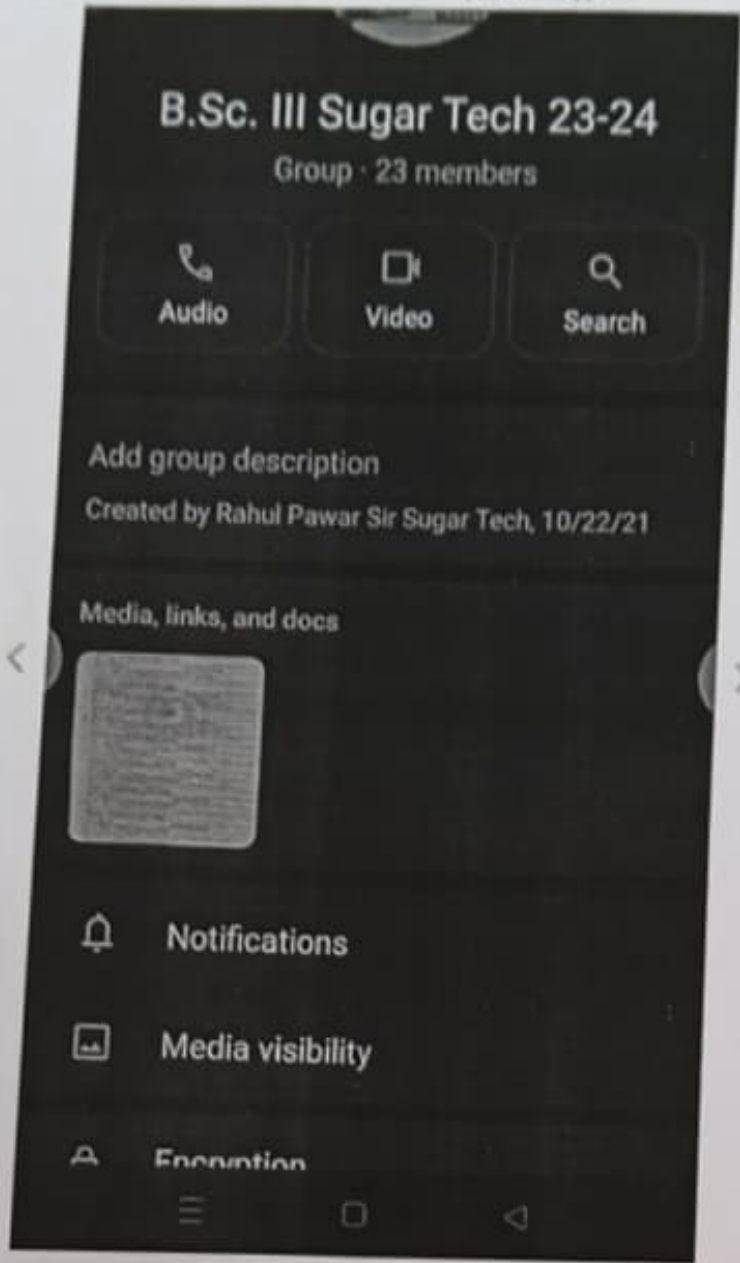 B.Sc. III Sugar Tech 23-24
Group · 23 members
Audio Video Search
Add group description
Created by Rahul Pawar Sir Sugar Tech, 10/22/21
Media, links, and docs
Notifications
Media visibility
Encryption